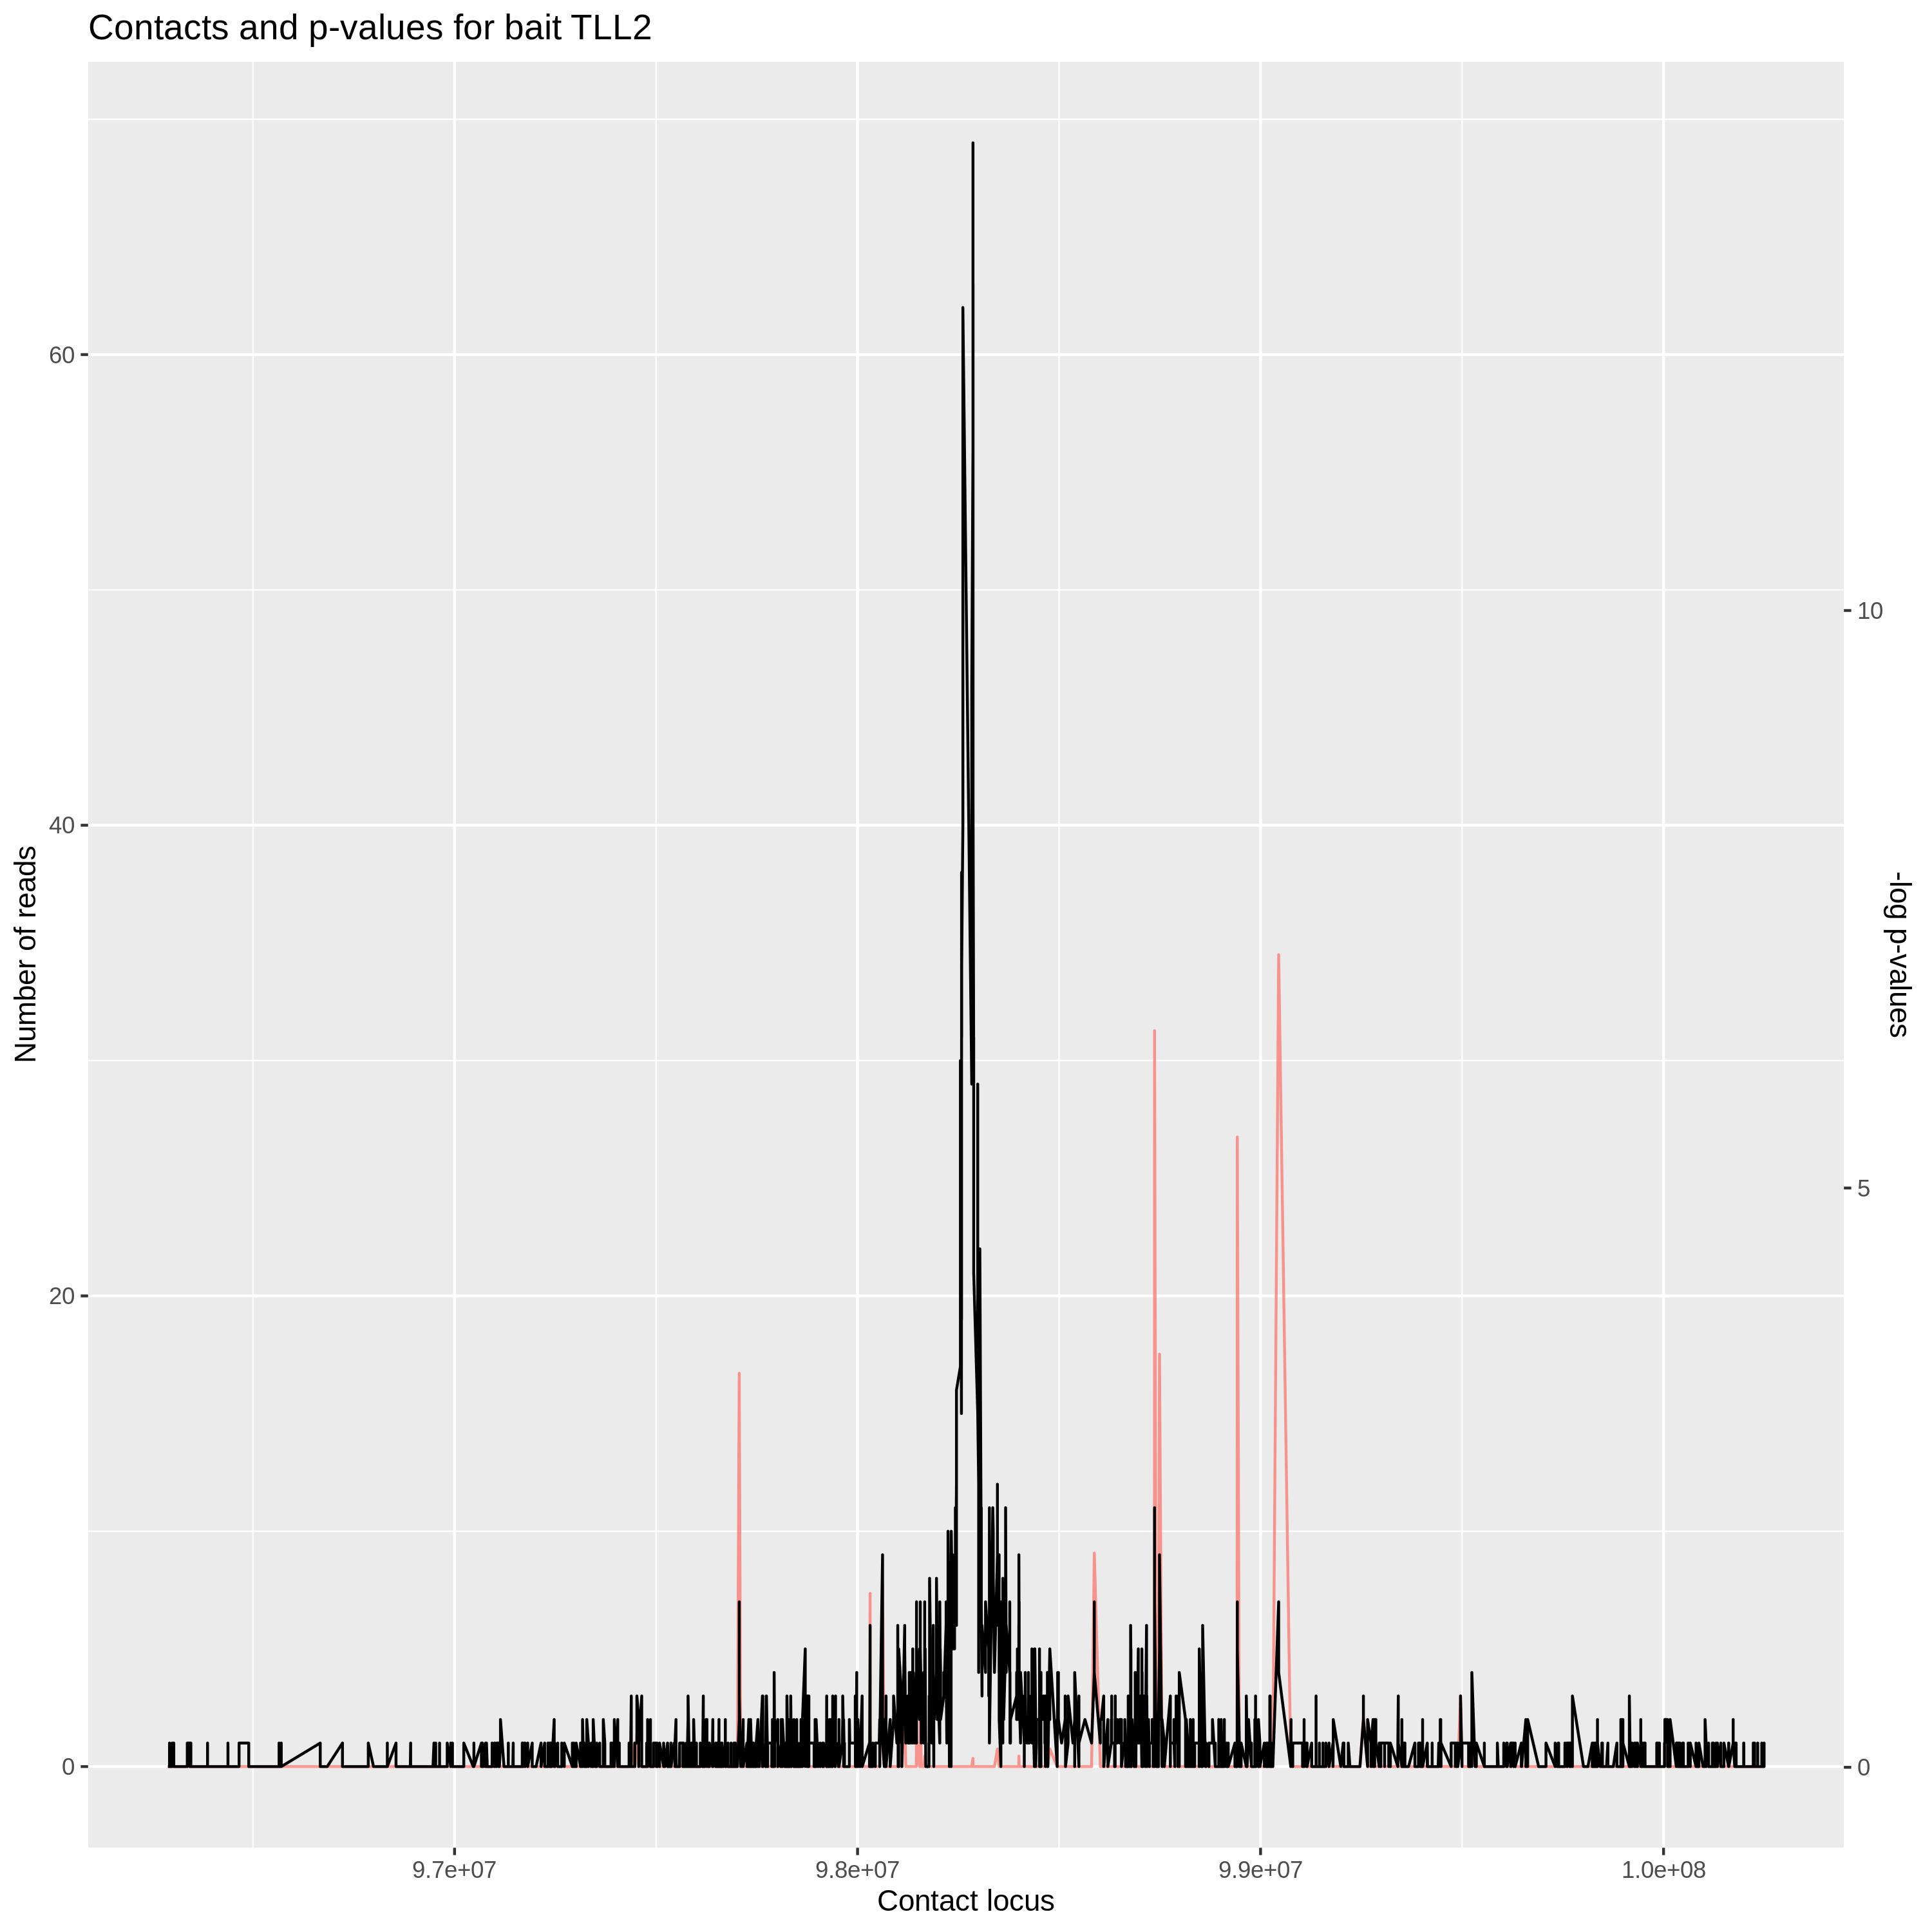 Contacts and p-values for bait TLL2
60
40
20
0
Number of reads
10
5
0
-log p-values
9.7e+07
9.8e+07
9.9e+07
1.0e+08
Contact locus